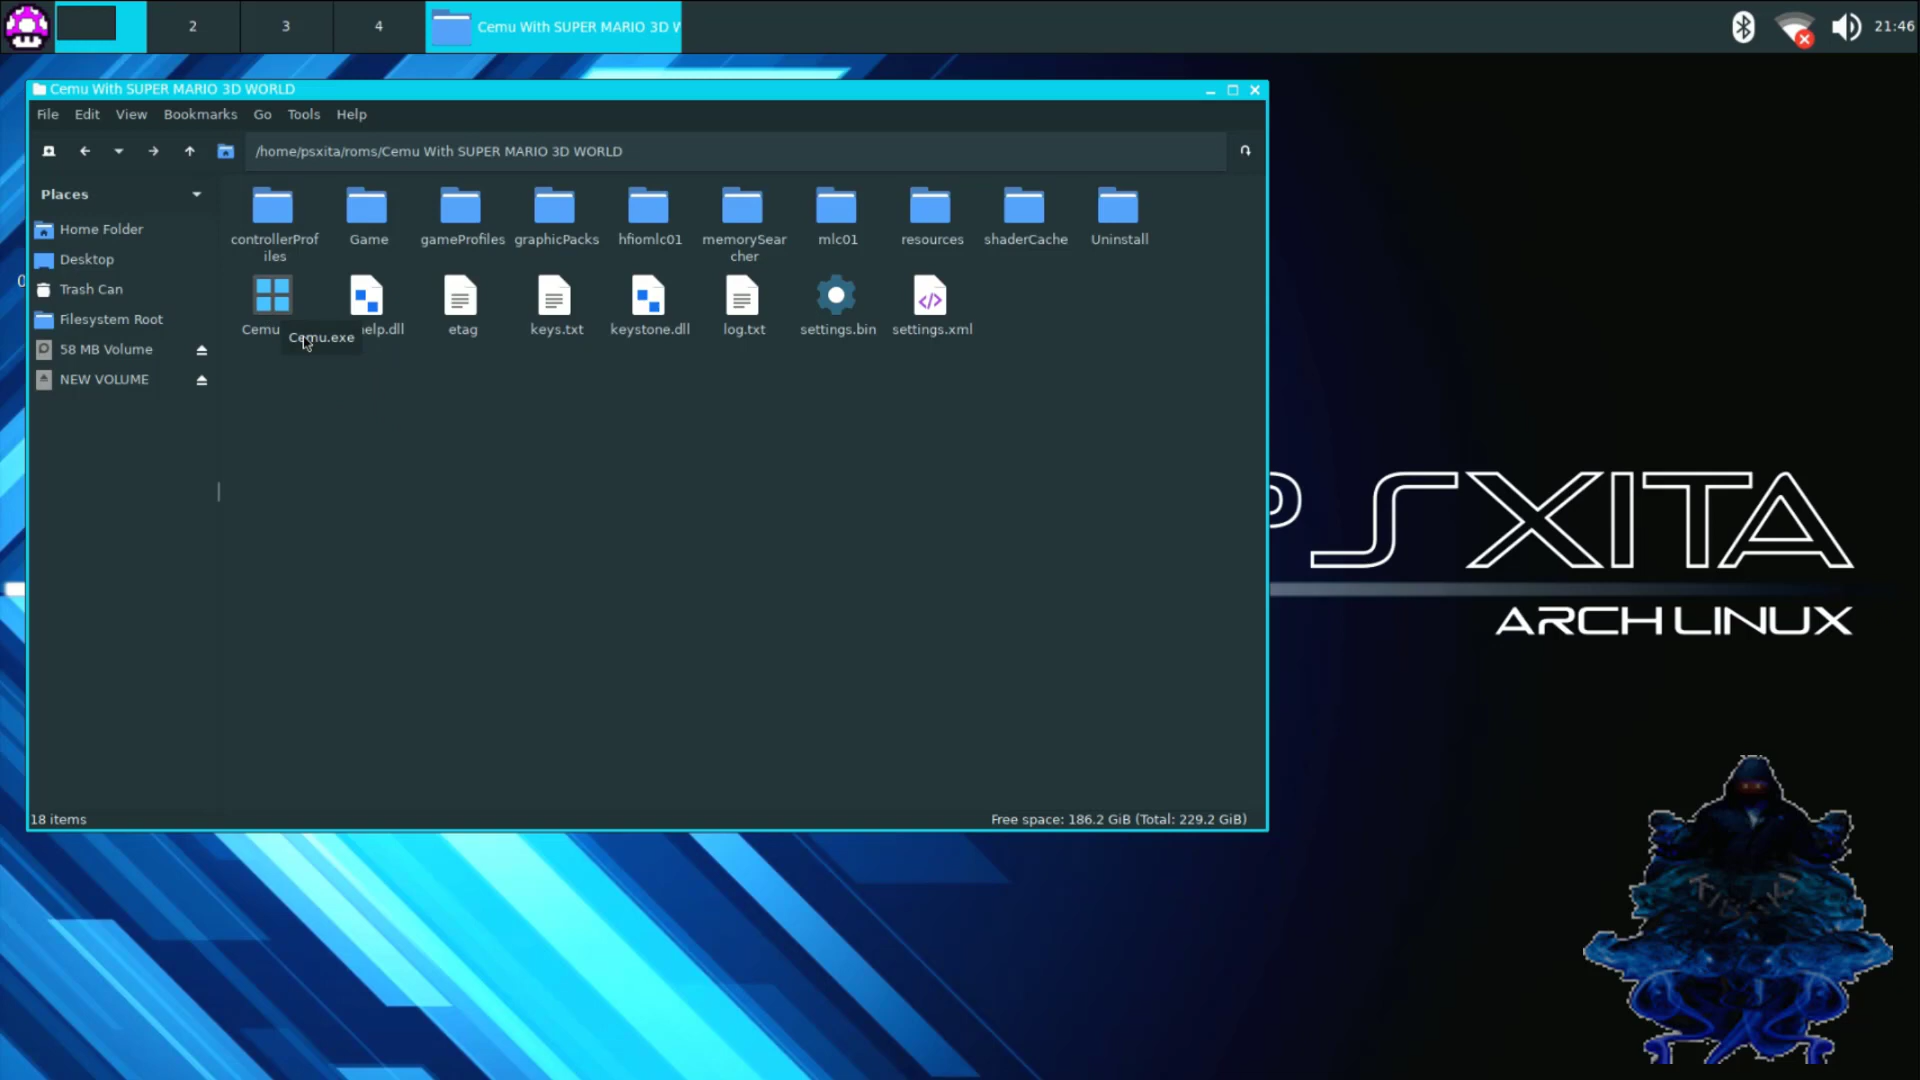 2
3
4
Cemu With SUPER MARIO 3D W
21:46
Cemu With SUPER MARIO 3D WORLD
File Edit View Bookmarks Go Tools Help
/home/psxita/roms/Cemu With SUPER MARIO 3D WORLD
Places
Home Folder
Desktop
Trash Can
Filesystem Root
58 MB Volume
NEW VOLUME
controllerProf
iles
Game
gameProfiles
graphicPacks
hfiomlc01
memorySear
cher
mlc01
resources
shaderCache
Uninstall
Cemu
elp.dll
etag
keys.txt
keystone.dll
log.txt
settings.bin
settings.xml
Cemu.exe
18 items
Free space: 186.2 GiB (Total: 229.2 GiB)
PSXITA
ARCH LINUX